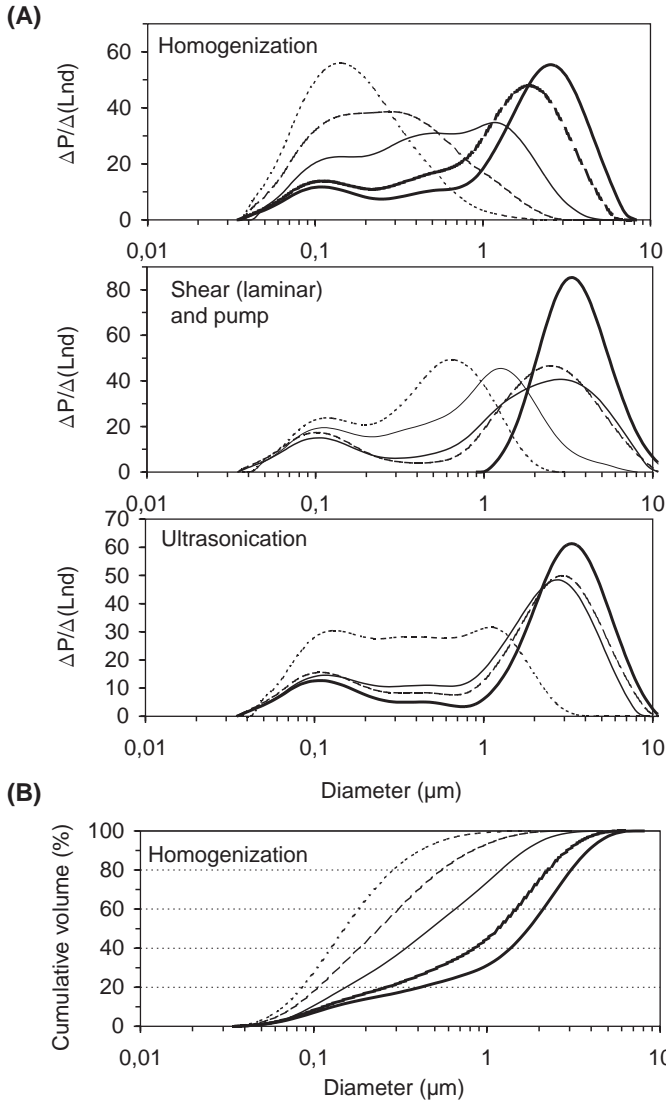 (A)
Homogenization
ΔP/Δ(Lnd)
60
40
20
0
0,01 0,1 1 10
Shear (laminar)
and pump
ΔP/Δ(Lnd)
80
60
40
20
0
0,01 0,1 1 10
Ultrasonication
ΔP/Δ(Lnd)
70
60
50
40
30
20
10
0
0,01 0,1 1 10
Diameter (µm)
(B)
Homogenization
Cumulative volume (%)
100
80
60
40
20
0
0,01 0,1 1 10
Diameter (µm)